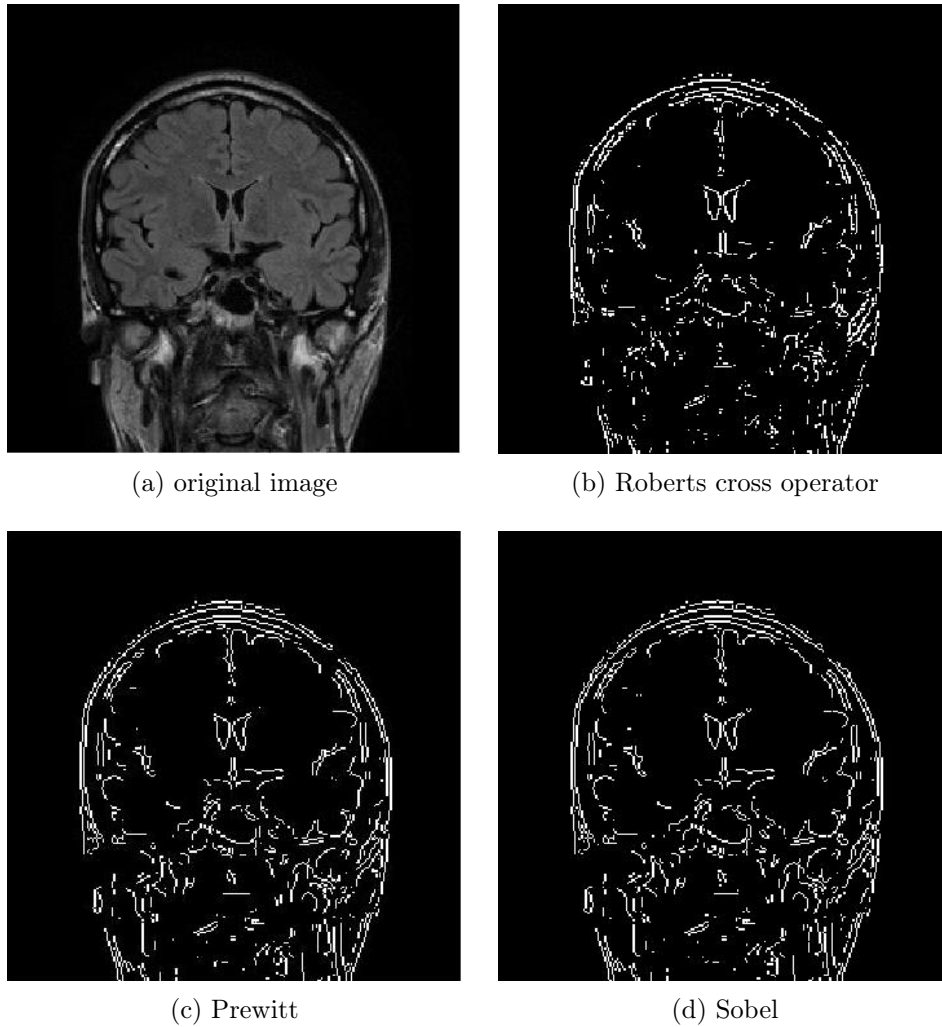 (a) original image
(b) Roberts cross operator
(c) Prewitt
(d) Sobel